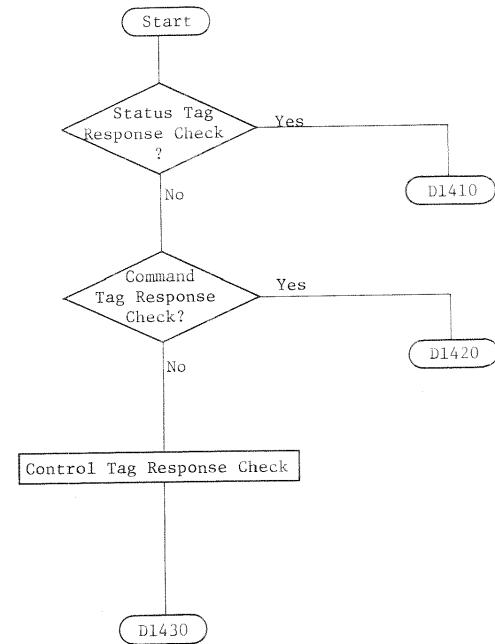 Start
Status Tag
Response Check
?
Yes
D1410
No
Command
Tag Response
Check?
Yes
D1420
No
Control Tag Response Check
D1430